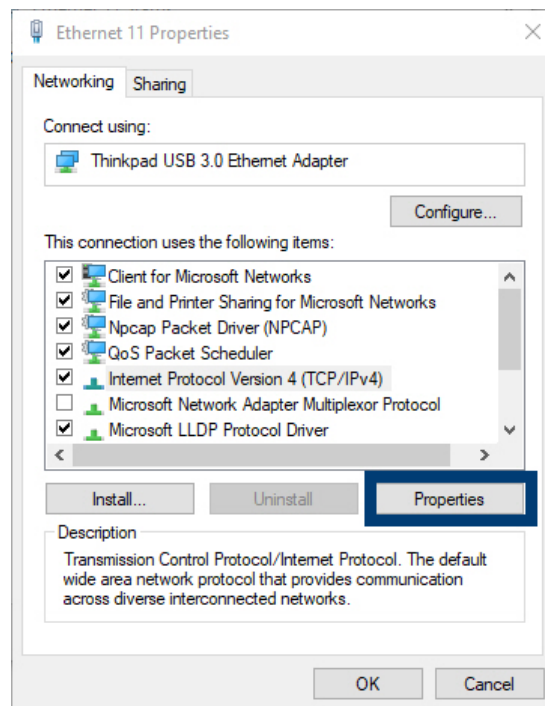 Ethernet 11 Properties
Networking
Sharing
Connect using:
Thinkpad USB 3.0 Ethernet Adapter
Configure...
This connection uses the following items:
Client for Microsoft Networks
File and Printer Sharing for Microsoft Networks
Npcap Packet Driver (NPCAP)
QoS Packet Scheduler
Internet Protocol Version 4 (TCP/IPv4)
Microsoft Network Adapter Multiplexor Protocol
Microsoft LLDP Protocol Driver
Install...
Uninstall
Properties
Description
Transmission Control Protocol/Internet Protocol. The default
wide area network protocol that provides communication
across diverse interconnected networks.
OK
Cancel